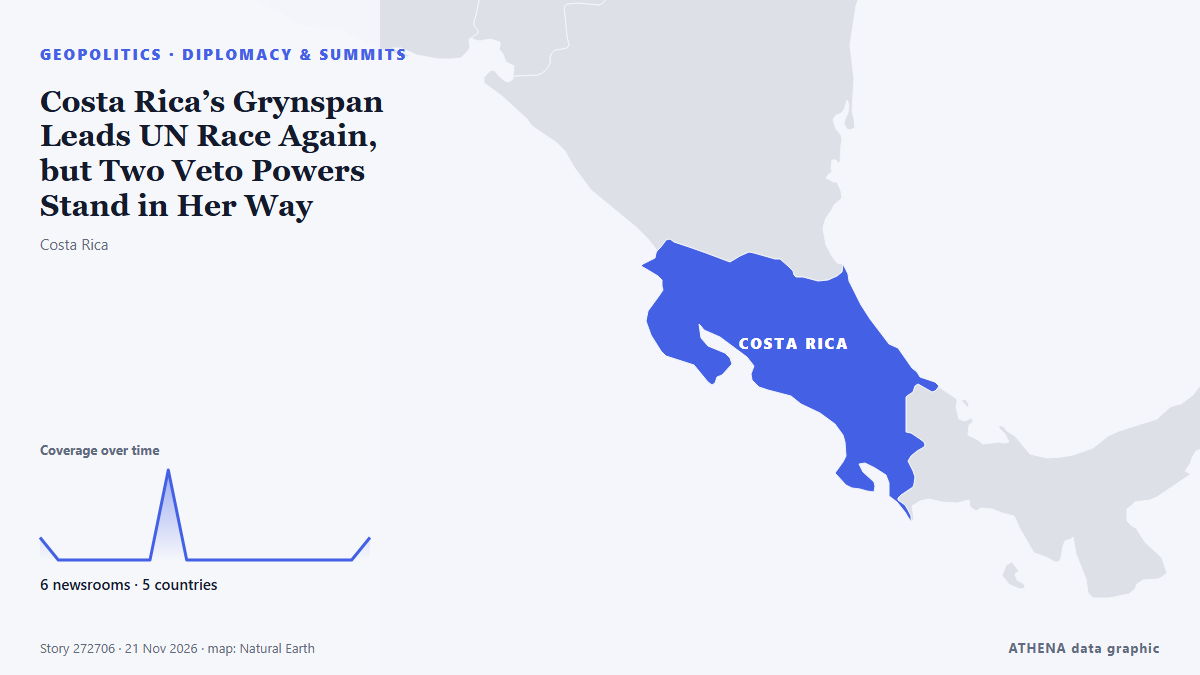 GEOPOLITICS · DIPLOMACY & SUMMITS
Costa Rica’s Grynspan
Leads UN Race Again,
but Two Veto Powers
Stand in Her Way
Costa Rica
COSTA RICA
Coverage over time
6 newsrooms · 5 countries
Story 272706 · 21 Nov 2026 · map: Natural Earth
ATHENA data graphic